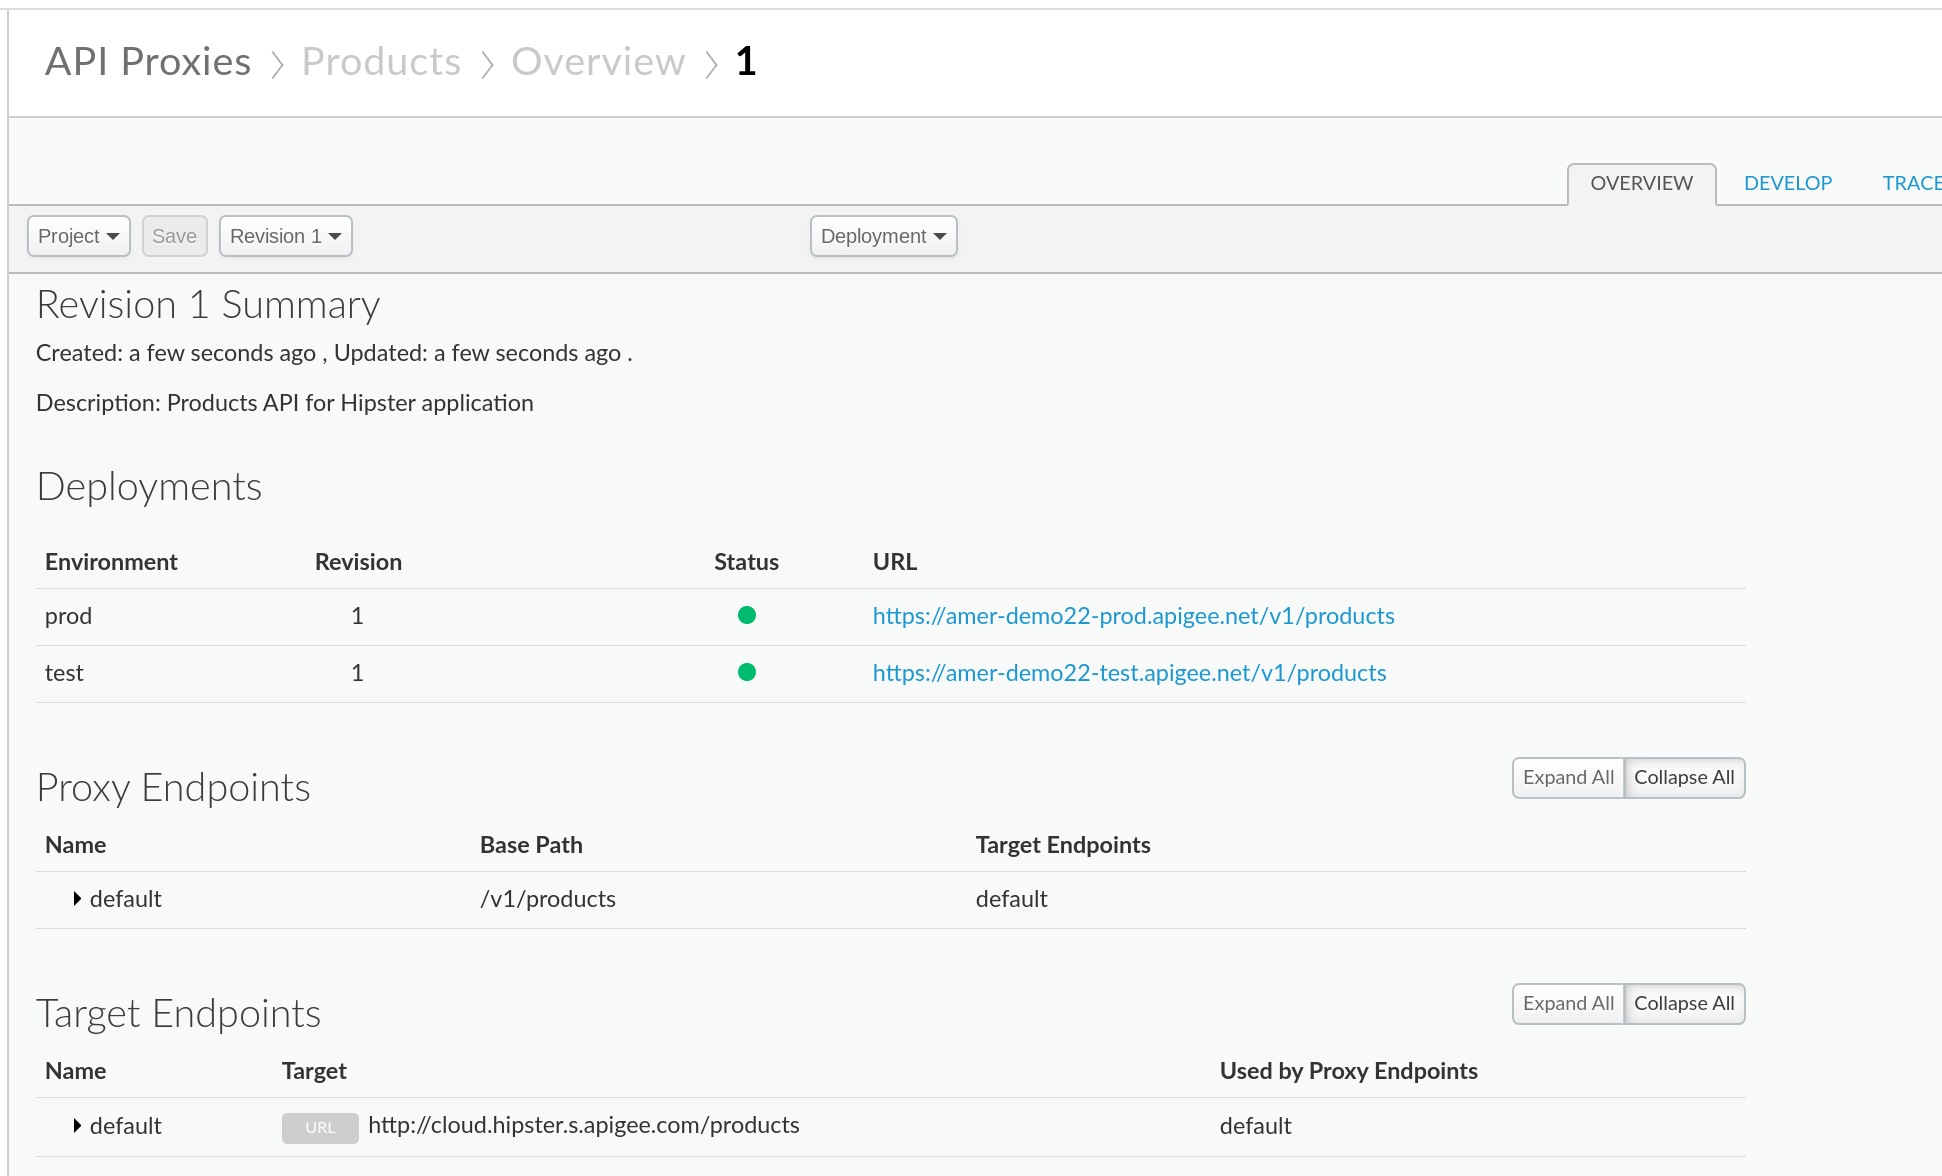 API Proxies > Products > Overview > 1
OVERVIEW DEVELOP TRACE
Project Save Revision 1 Deployment
Revision 1 Summary
Created: a few seconds ago , Updated: a few seconds ago .
Description: Products API for Hipster application
Deployments
Environment Revision Status URL
prod 1 https://amer-demo22-prod.apigee.net/v1/products
test 1 https://amer-demo22-test.apigee.net/v1/products
Proxy Endpoints Expand All Collapse All
Name Base Path Target Endpoints
default /v1/products default
Target Endpoints Expand All Collapse All
Name Target Used by Proxy Endpoints
default URL http://cloud.hipster.s.apigee.com/products default